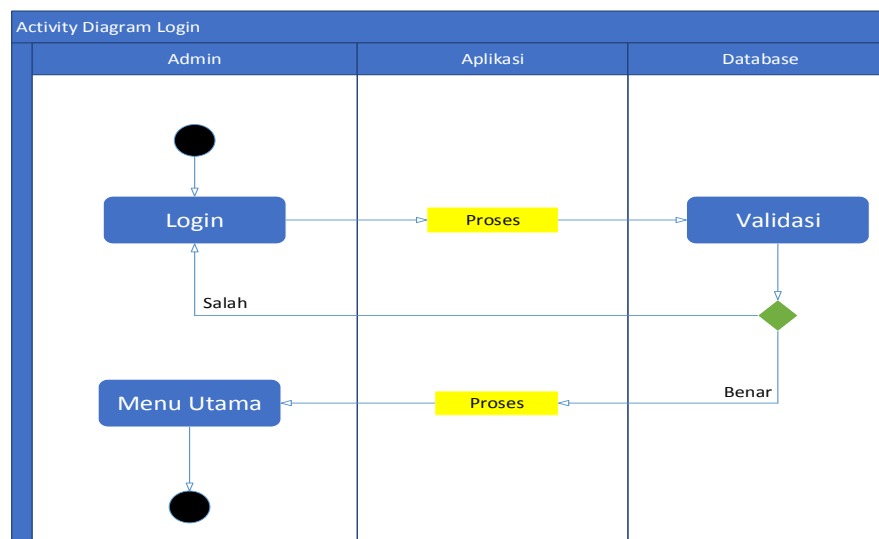 Activity Diagram Login
Admin
Aplikasi
Database
Login
Proses
Validasi
Salah
Benar
Menu Utama
Proses